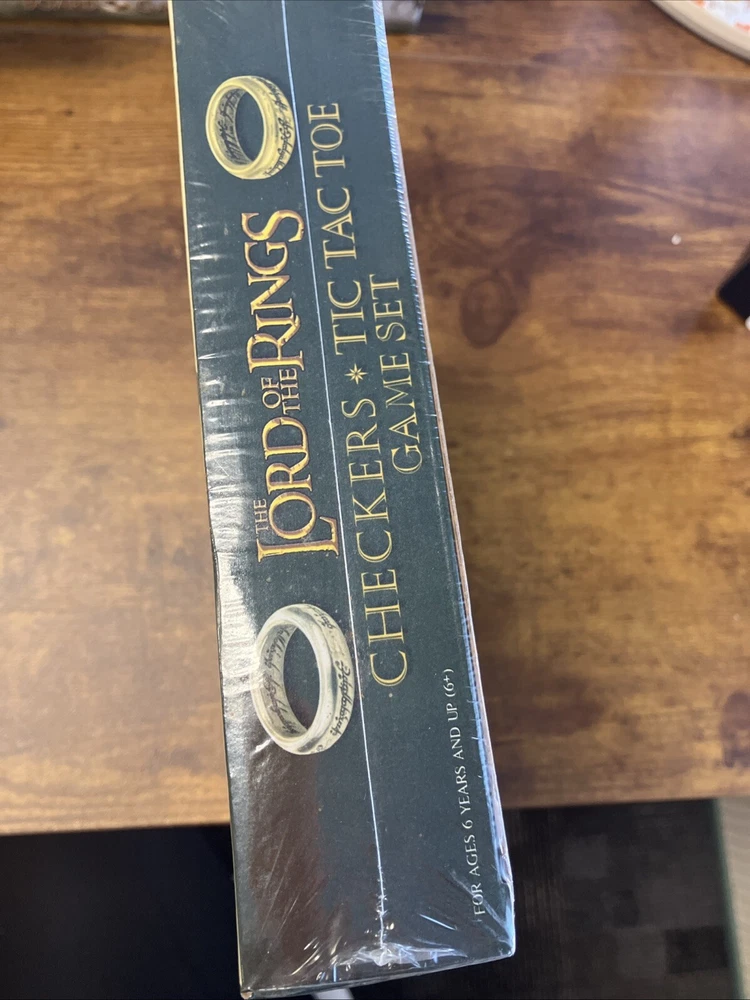 THE
LORD OF THE RINGS
CHECKERS * TIC TAC TOE
GAME SET
FOR AGES 6 YEARS AND UP (6+)